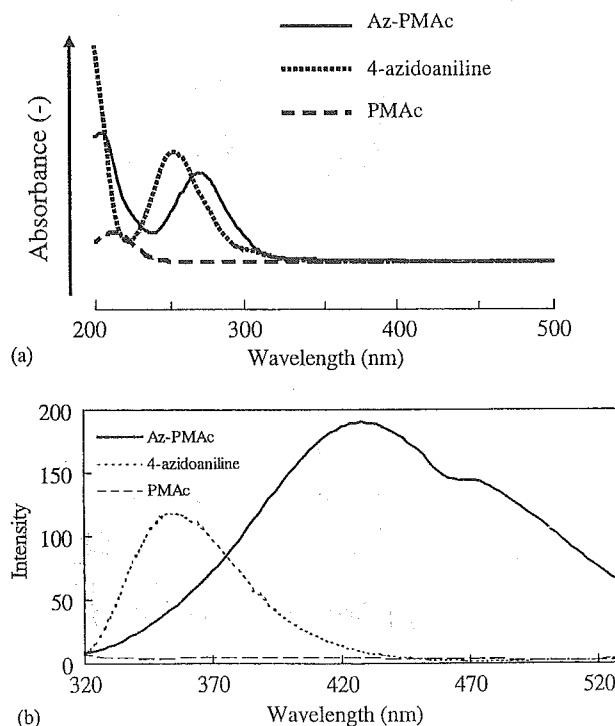 Az-PMAc
4-azidoaniline
PMAc
Absorbance (-)
200 300 400 500
Wavelength (nm)
(a)
200
150
100
50
0
Intensity
Az-PMAc
4-azidoaniline
PMAc
320 370 420 470 520
Wavelength (nm)
(b)